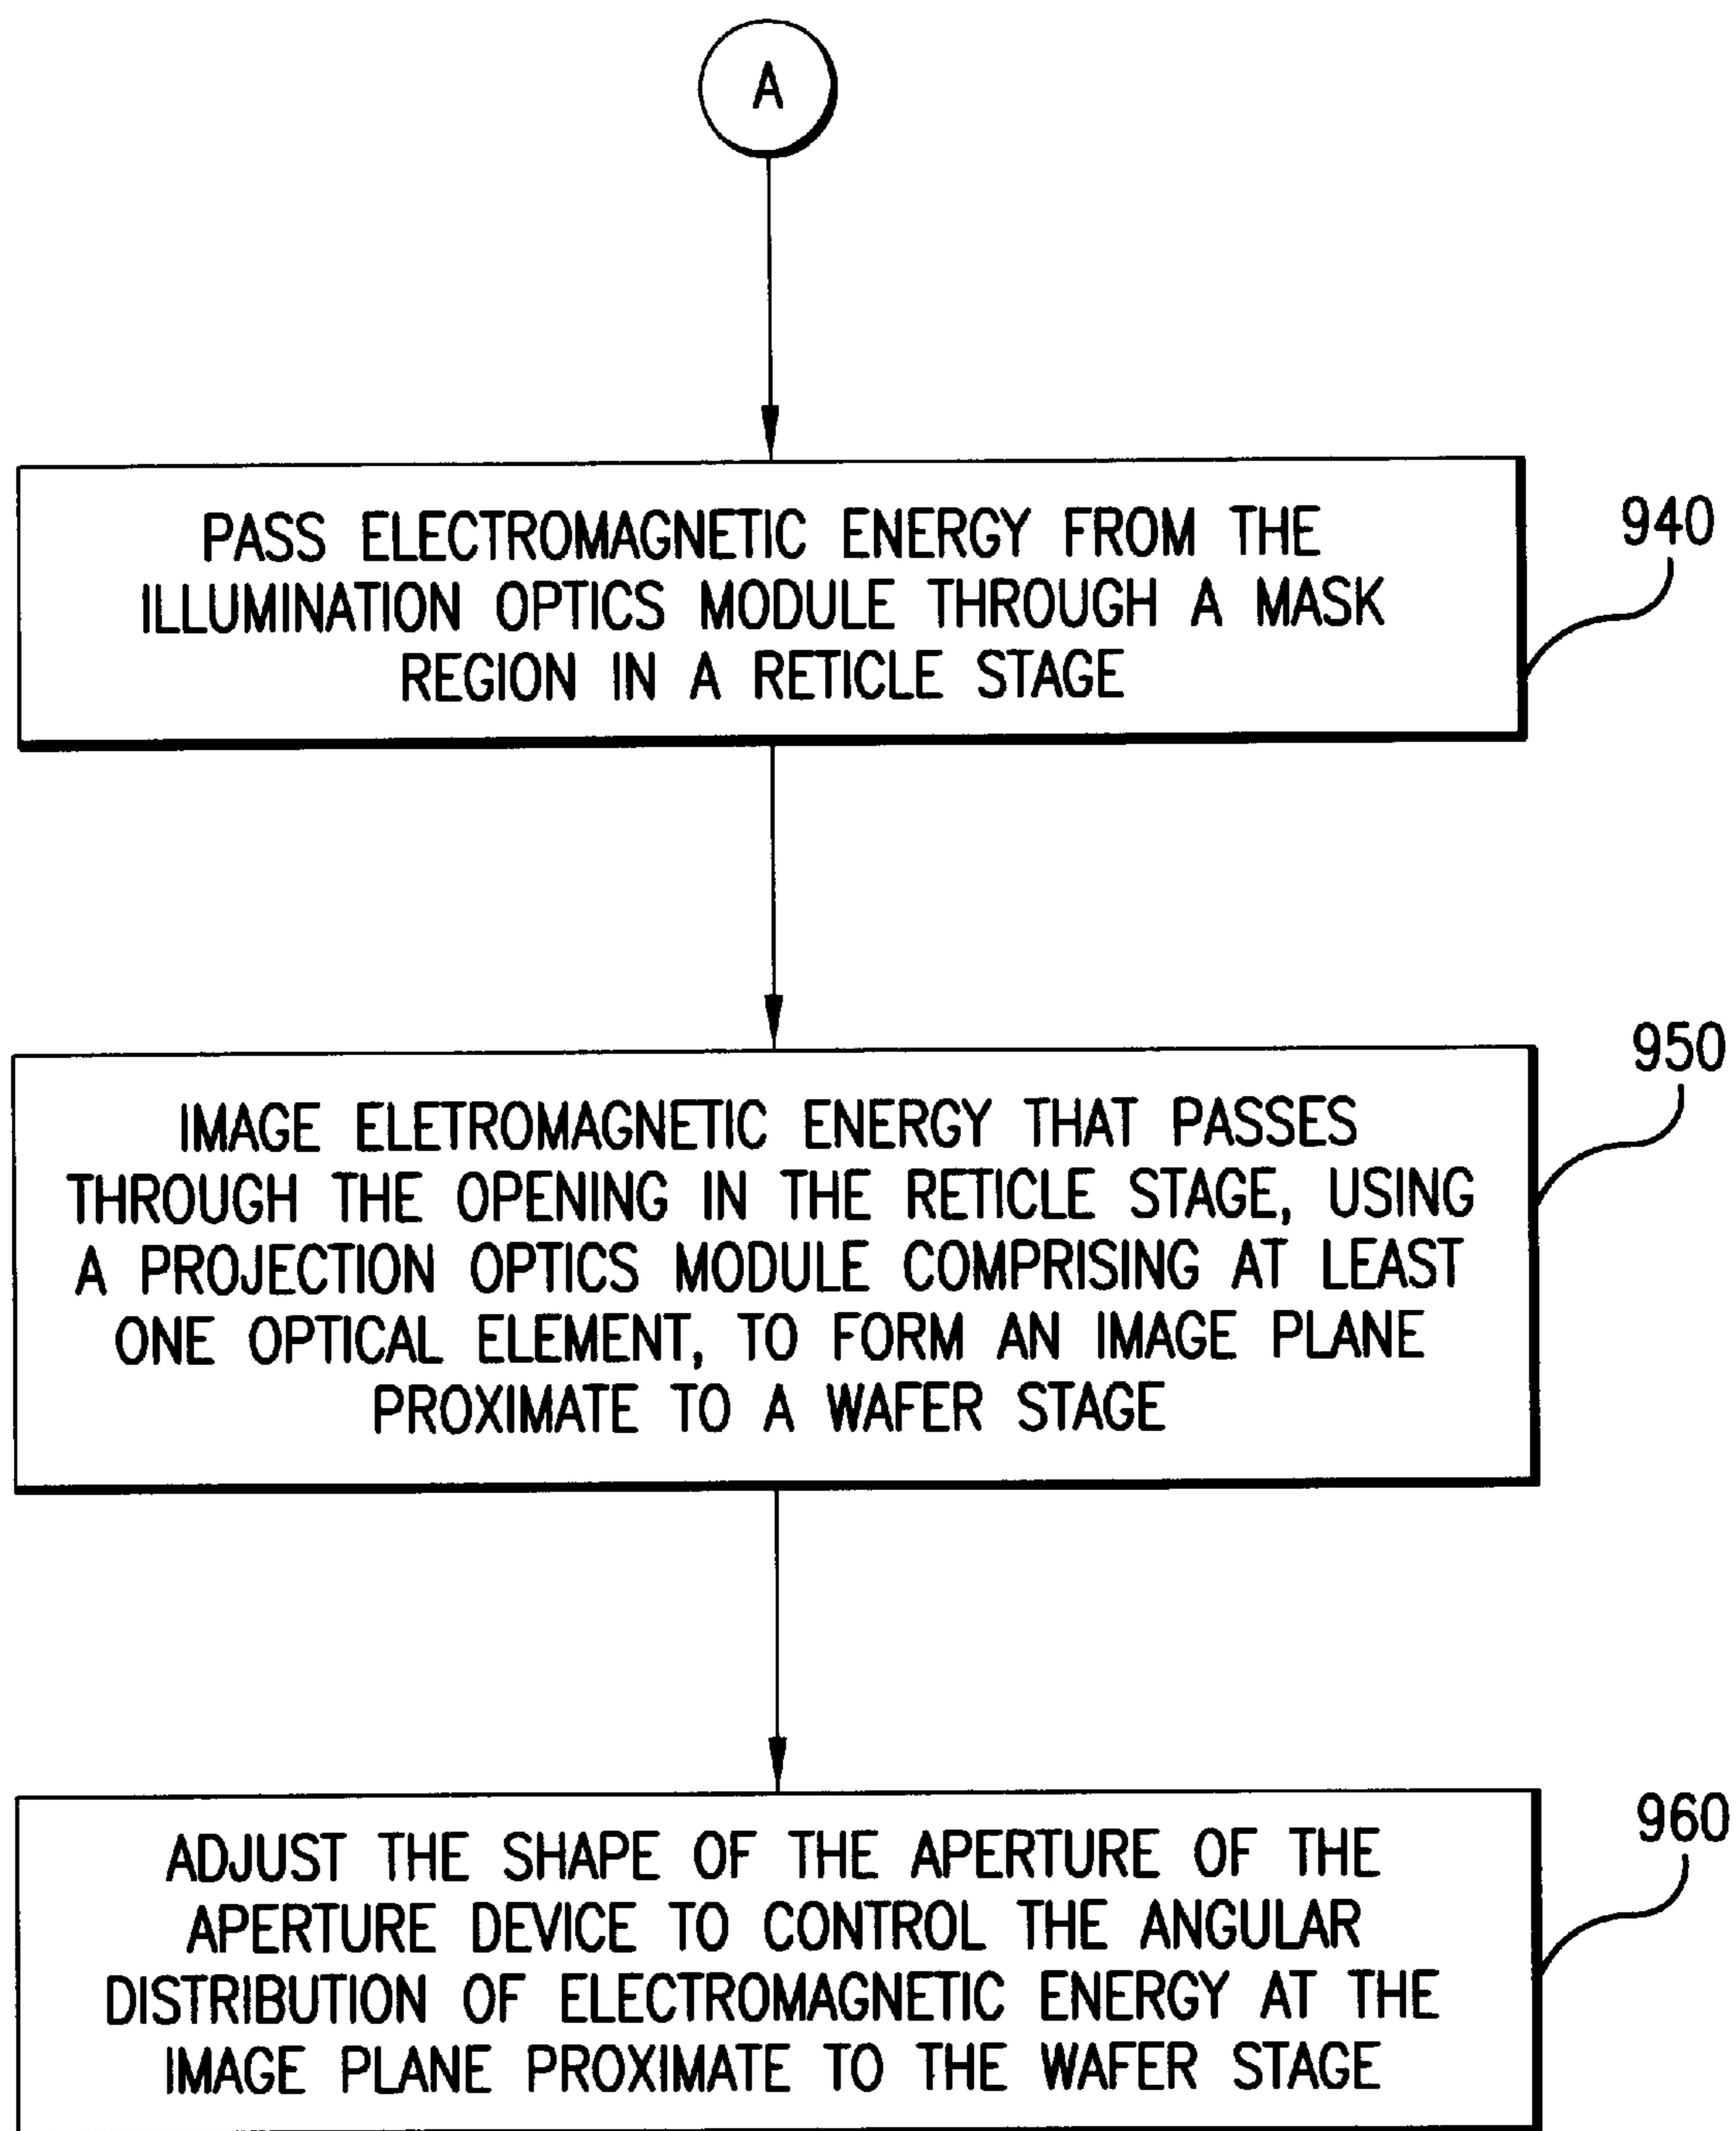 A
PASS ELECTROMAGNETIC ENERGY FROM THE
ILLUMINATION OPTICS MODULE THROUGH A MASK
REGION IN A RETICLE STAGE
940
IMAGE ELETROMAGNETIC ENERGY THAT PASSES
THROUGH THE OPENING IN THE RETICLE STAGE, USING
A PROJECTION OPTICS MODULE COMPRISING AT LEAST
ONE OPTICAL ELEMENT, TO FORM AN IMAGE PLANE
PROXIMATE TO A WAFER STAGE
950
ADJUST THE SHAPE OF THE APERTURE OF THE
APERTURE DEVICE TO CONTROL THE ANGULAR
DISTRIBUTION OF ELECTROMAGNETIC ENERGY AT THE
IMAGE PLANE PROXIMATE TO THE WAFER STAGE
960